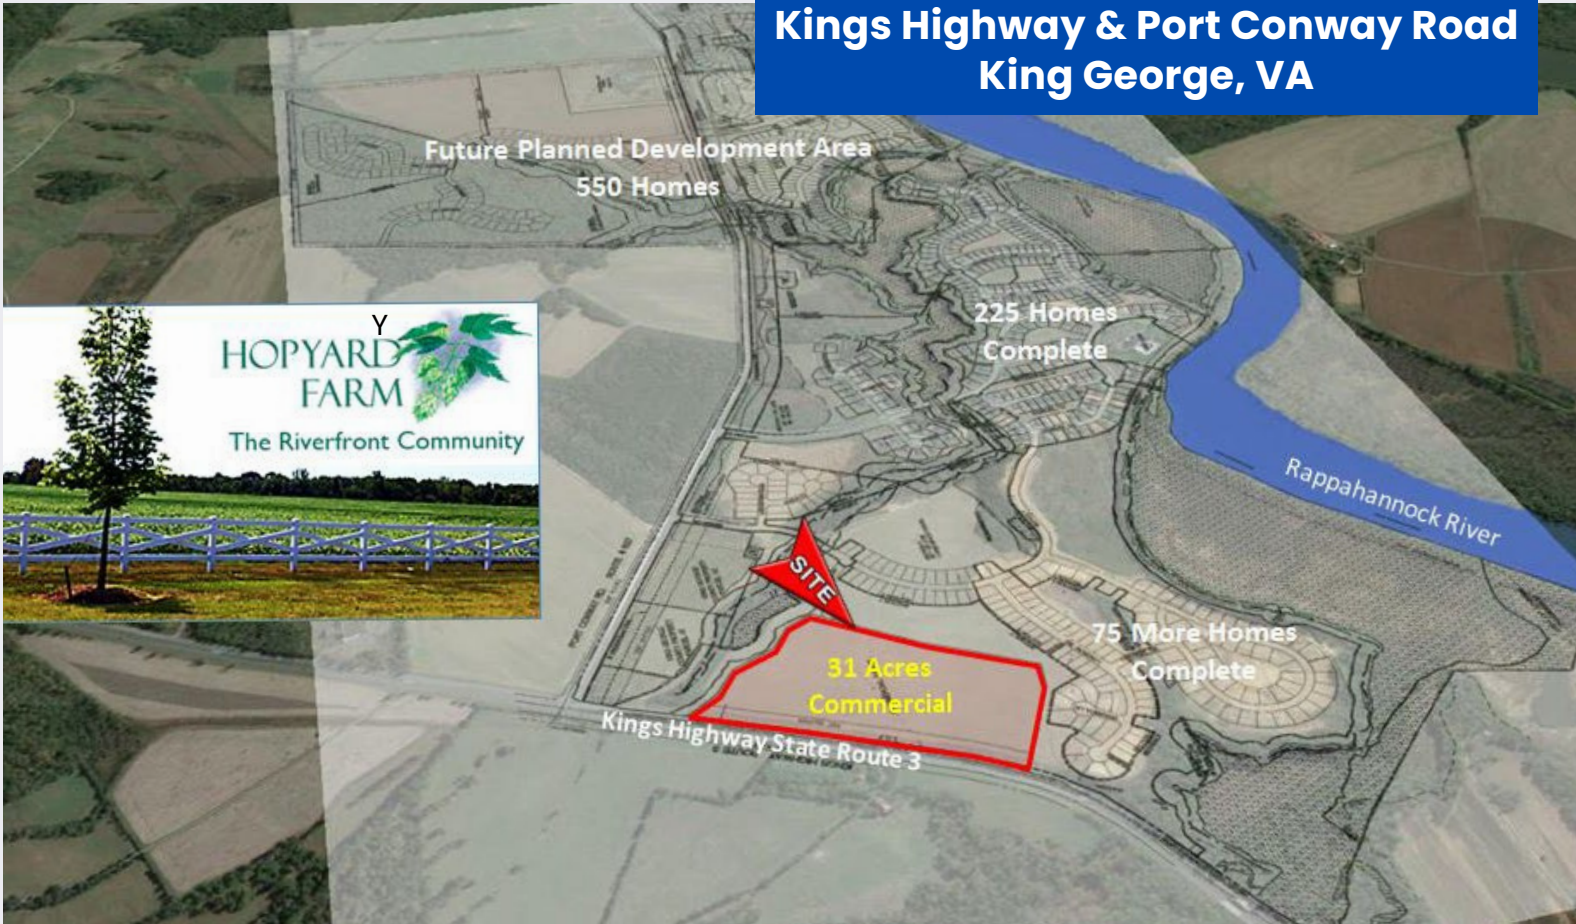 Kings Highway & Port Conway Road
King George, VA
Future Planned Development Area
550 Homes
225 Homes
Complete
Y
HOPYARD
FARM
The Riverfront Community
Rappahannock River
SITE
75 More Homes
Complete
31 Acres
Commercial
Kings Highway State Route 3